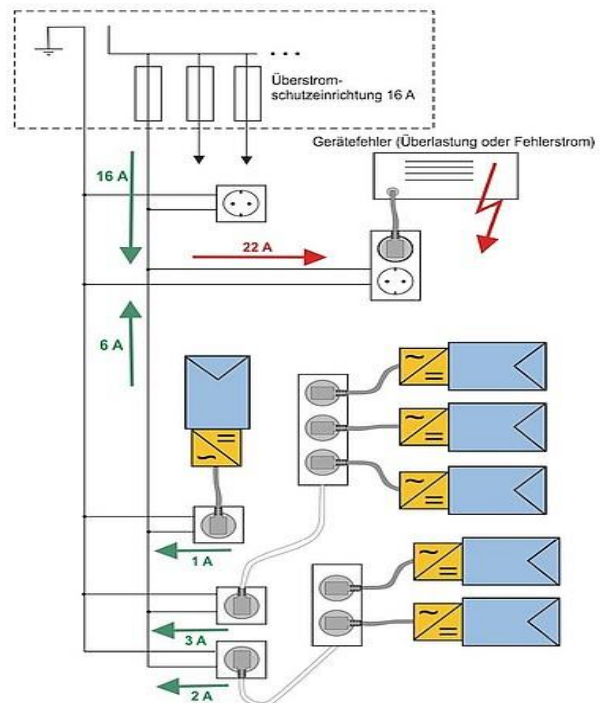 Überstrom-
schutzeinrichtung 16 A
Gerätefehler (Überlastung oder Fehlerstrom)
16 A
22 A
6 A
1 A
3 A
2 A